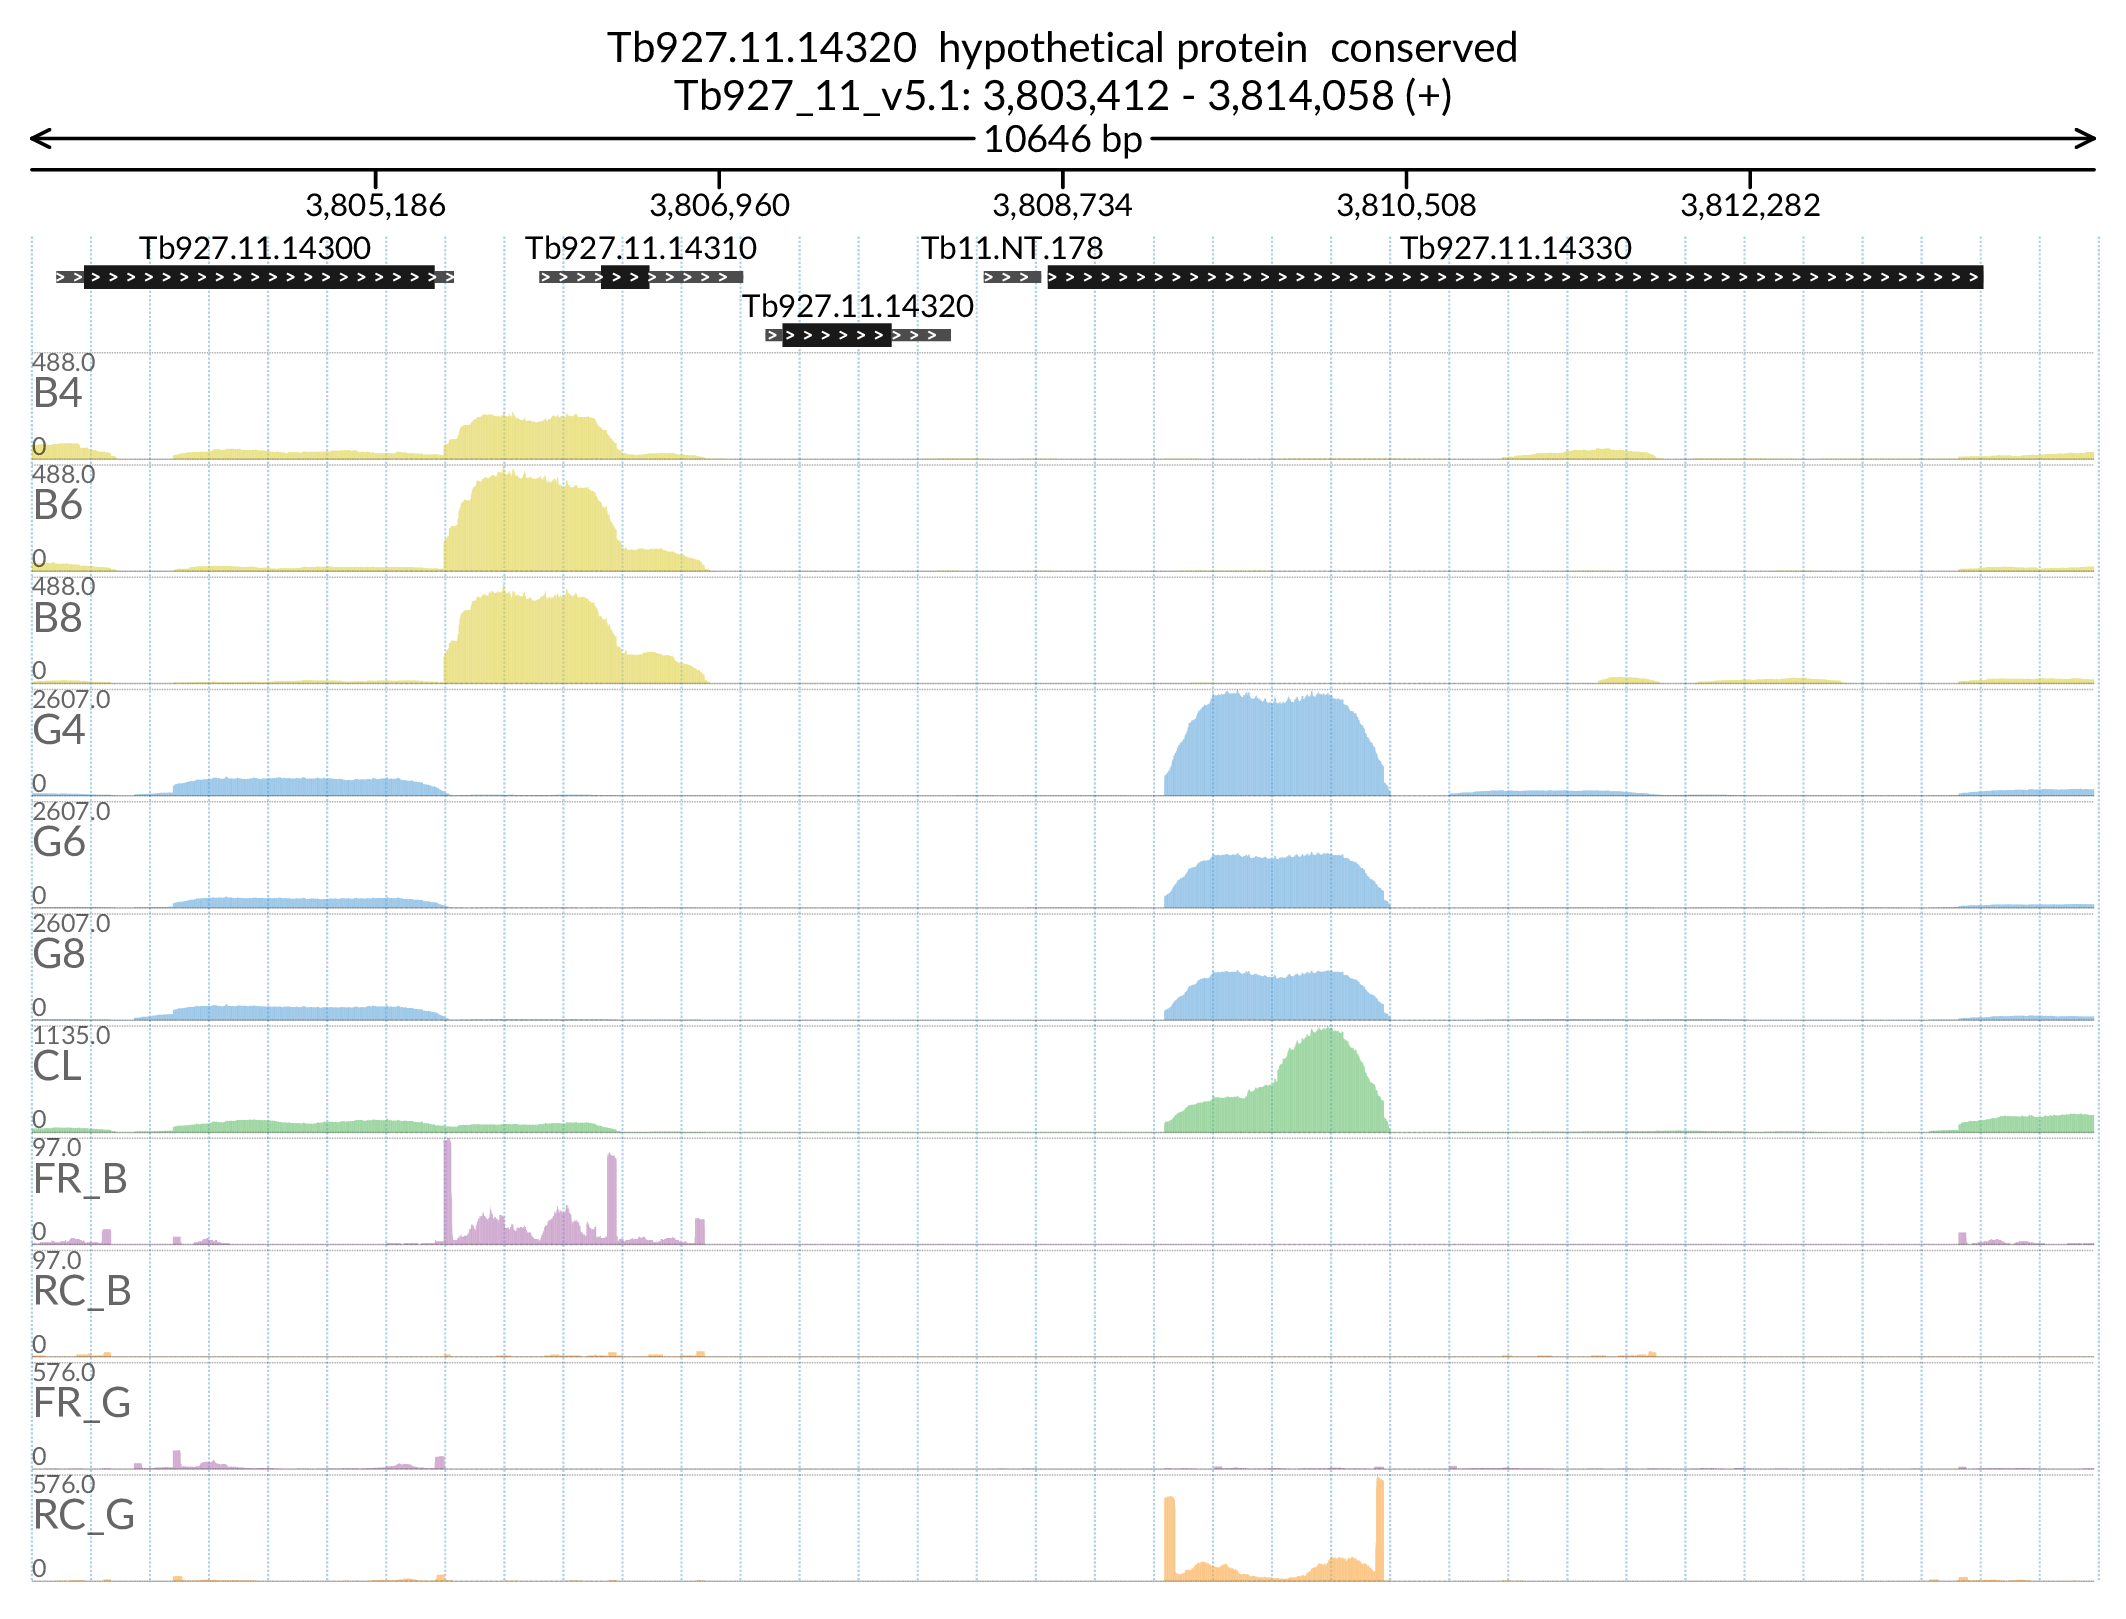 Tb927.11.14320  hypothetical protein  conserved
Tb927_11_v5.1: 3,803,412 - 3,814,058 (+)
10646 bp
3,805,186 3,806,960 3,808,734 3,810,508 3,812,282
Tb927.11.14300 Tb927.11.14310 Tb11.NT.178 Tb927.11.14330
Tb927.11.14320
488.0
B4
0
488.0
B6
0
488.0
B8
0
2607.0
G4
0
2607.0
G6
0
2607.0
G8
0
1135.0
CL
0
97.0
FR_B
0
97.0
RC_B
0
576.0
FR_G
0
576.0
RC_G
0